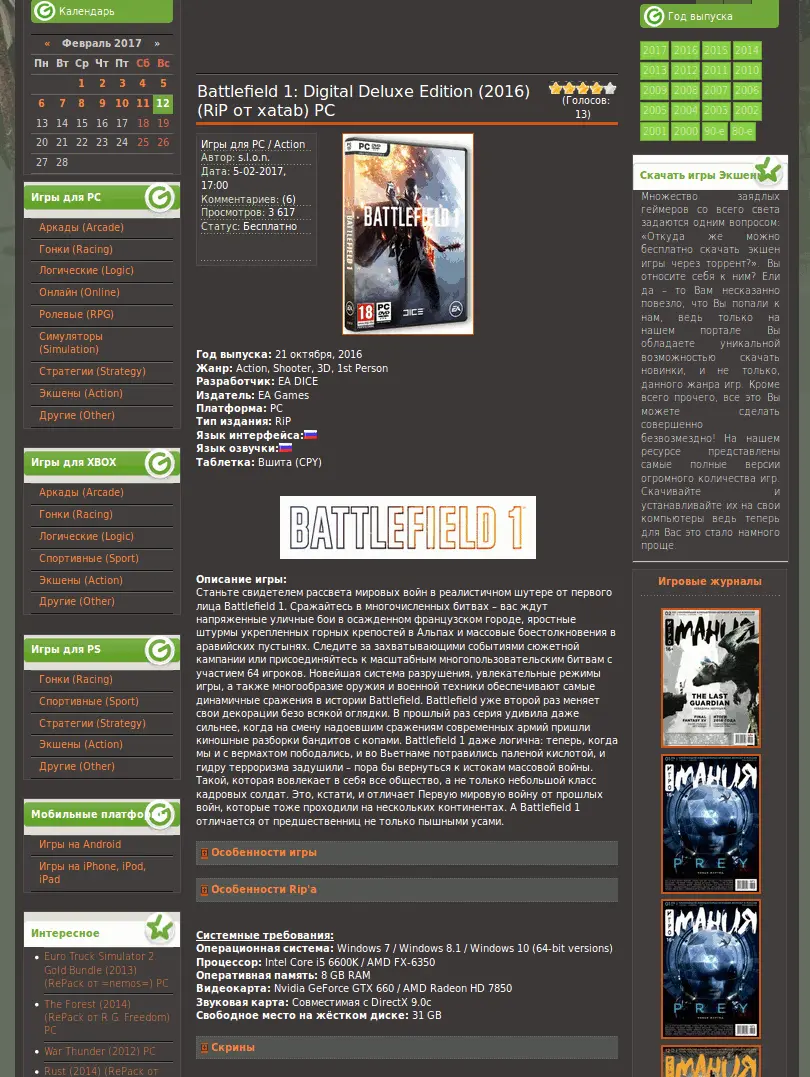 Календарь
« Февраль 2017 »
Пн Вт Ср Чт Пт Сб Вс
1 2 3 4 5
6 7 8 9 10 11 12
13 14 15 16 17 18 19
20 21 22 23 24 25 26
27 28
Игры для PC
Аркады (Arcade)
Гонки (Racing)
Логические (Logic)
Онлайн (Online)
Ролевые (RPG)
Симуляторы
(Simulation)
Стратегии (Strategy)
Экшены (Action)
Другие (Other)
Игры для XBOX
Аркады (Arcade)
Гонки (Racing)
Логические (Logic)
Спортивные (Sport)
Экшены (Action)
Другие (Other)
Игры для PS
Гонки (Racing)
Спортивные (Sport)
Стратегии (Strategy)
Экшены (Action)
Другие (Other)
Мобильные платфор
Игры на Android
Игры на iPhone, iPod,
iPad
Интересное
Euro Truck Simulator 2
Gold Bundle (2013)
(RePack от =nemos=) PC
The Forest (2014)
(RePack от R.G. Freedom)
PC
War Thunder (2012) PC
Rust (2014) (RePack от
Battlefield 1: Digital Deluxe Edition (2016)
(RiP от xatab) PC
(Голосов:
13)
Игры для PC / Action
Автор: s.l.o.n.
Дата: 5-02-2017,
17:00
Комментариев: (6)
Просмотров: 3 617
Статус: Бесплатно
PC DVD
BATTLEFIELD 1
BATTLEFIELD 1
18
PC DVD
DICE
EA
Год выпуска: 21 октября, 2016
Жанр: Action, Shooter, 3D, 1st Person
Разработчик: EA DICE
Издатель: EA Games
Платформа: PC
Тип издания: RiP
Язык интерфейса:
Язык озвучки:
Таблетка: Вшита (CPY)
BATTLEFIELD 1
Описание игры:
Станьте свидетелем рассвета мировых войн в реалистичном шутере от первого
лица Battlefield 1. Сражайтесь в многочисленных битвах – вас ждут
напряженные уличные бои в осажденном французском городе, яростные
штурмы укрепленных горных крепостей в Альпах и массовые боестолкновения в
аравийских пустынях. Следите за захватывающими событиями сюжетной
кампании или присоединяйтесь к масштабным многопользовательским битвам с
участием 64 игроков. Новейшая система разрушения, увлекательные режимы
игры, а также многообразие оружия и военной техники обеспечивают самые
динамичные сражения в истории Battlefield. Battlefield уже второй раз меняет
свои декорации безо всякой оглядки. В прошлый раз серия удивила даже
сильнее, когда на смену надоевшим сражениям современных армий пришли
киношные разборки бандитов с копами. Battlefield 1 даже логична: теперь, когда
мы и с вермахтом пободались, и во Вьетнаме потравились паленой кислотой, и
гидру терроризма задушили – пора бы вернуться к истокам массовой войны.
Такой, которая вовлекает в себя все общество, а не только небольшой класс
кадровых солдат. Это, кстати, и отличает Первую мировую войну от прошлых
войн, которые тоже проходили на нескольких континентах. А Battlefield 1
отличается от предшественниц не только пышными усами.
Особенности игры
Особенности Rip'a
Системные требования:
Операционная система: Windows 7 / Windows 8.1 / Windows 10 (64-bit versions)
Процессор: Intel Core i5 6600K / AMD FX-6350
Оперативная память: 8 GB RAM
Видеокарта: Nvidia GeForce GTX 660 / AMD Radeon HD 7850
Звуковая карта: Совместимая с DirectX 9.0c
Свободное место на жёстком диске: 31 GB
Скрины
Год выпуска
2017 2016 2015 2014
2013 2012 2011 2010
2009 2008 2007 2006
2005 2004 2003 2002
2001 2000 90-е 80-е
Скачать игры Экшен
Множество заядлых
геймеров со всего света
задаются одним вопросом:
«Откуда же можно
бесплатно скачать экшен
игры через торрент?». Вы
относите себя к ним? Ели
да – то Вам несказанно
повезло, что Вы попали к
нам, ведь только на
нашем портале Вы
обладаете уникальной
возможностью скачать
новинки, и не только,
данного жанра игр. Кроме
всего прочего, все это Вы
можете сделать
совершенно
безвозмездно! На нашем
ресурсе представлены
самые полные версии
огромного количества игр.
Скачивайте и
устанавливайте их на свои
компьютеры ведь теперь
для Вас это стало намного
проще.
Игровые журналы
ИГРО
МАНИЯ
THE LAST
GUARDIAN
FINAL
FANTASY XV
ИГРО
МАНИЯ
PREY
ИГРО
МАНИЯ
PREY
МАНИЯ